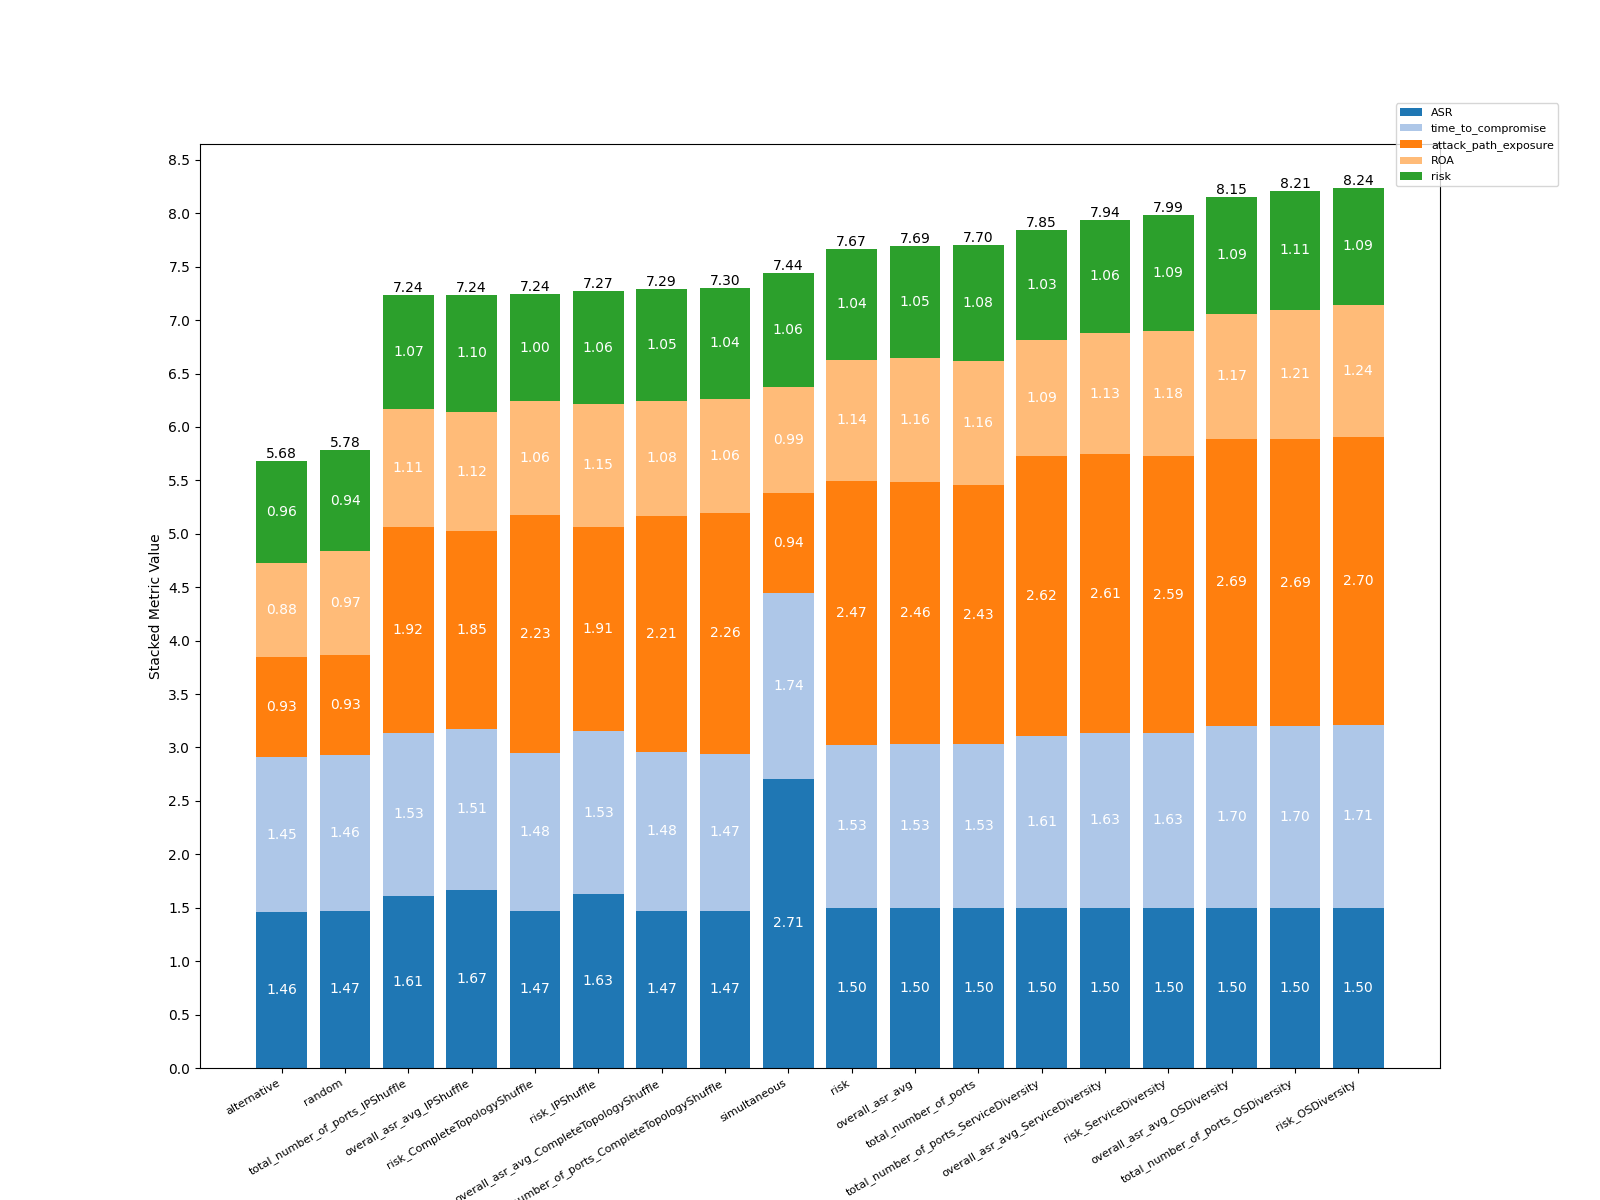 ASR
time_to_compromise
attack_path_exposure
ROA
risk
Stacked Metric Value
8.5
8.0
7.5
7.0
6.5
6.0
5.5
5.0
4.5
4.0
3.5
3.0
2.5
2.0
1.5
1.0
0.5
0.0
5.68 5.78 7.24 7.24 7.24 7.27 7.29 7.30 7.44 7.67 7.69 7.70 7.85 7.94 7.99 8.15 8.21 8.24
0.96 0.94 1.07 1.10 1.00 1.06 1.05 1.04 1.06 1.04 1.05 1.08 1.03 1.06 1.09 1.09 1.11 1.09
0.88 0.97 1.11 1.12 1.06 1.15 1.08 1.06 0.99 1.14 1.16 1.16 1.09 1.13 1.18 1.17 1.21 1.24
0.93 0.93 1.92 1.85 2.23 1.91 2.21 2.26 0.94 2.47 2.46 2.43 2.62 2.61 2.59 2.69 2.69 2.70
1.45 1.46 1.53 1.51 1.48 1.53 1.48 1.47 1.74 1.53 1.53 1.53 1.61 1.63 1.63 1.70 1.70 1.71
1.46 1.47 1.61 1.67 1.47 1.63 1.47 1.47 2.71 1.50 1.50 1.50 1.50 1.50 1.50 1.50 1.50 1.50
alternative
random
total_number_of_ports_IPShuffle
overall_asr_avg_IPShuffle
risk_CompleteTopologyShuffle
risk_IPShuffle
overall_asr_avg_CompleteTopologyShuffle
number_of_ports_CompleteTopologyShuffle
simultaneous
risk
overall_asr_avg
total_number_of_ports
total_number_of_ports_ServiceDiversity
overall_asr_avg_ServiceDiversity
risk_ServiceDiversity
overall_asr_avg_OSDiversity
total_number_of_ports_OSDiversity
risk_OSDiversity